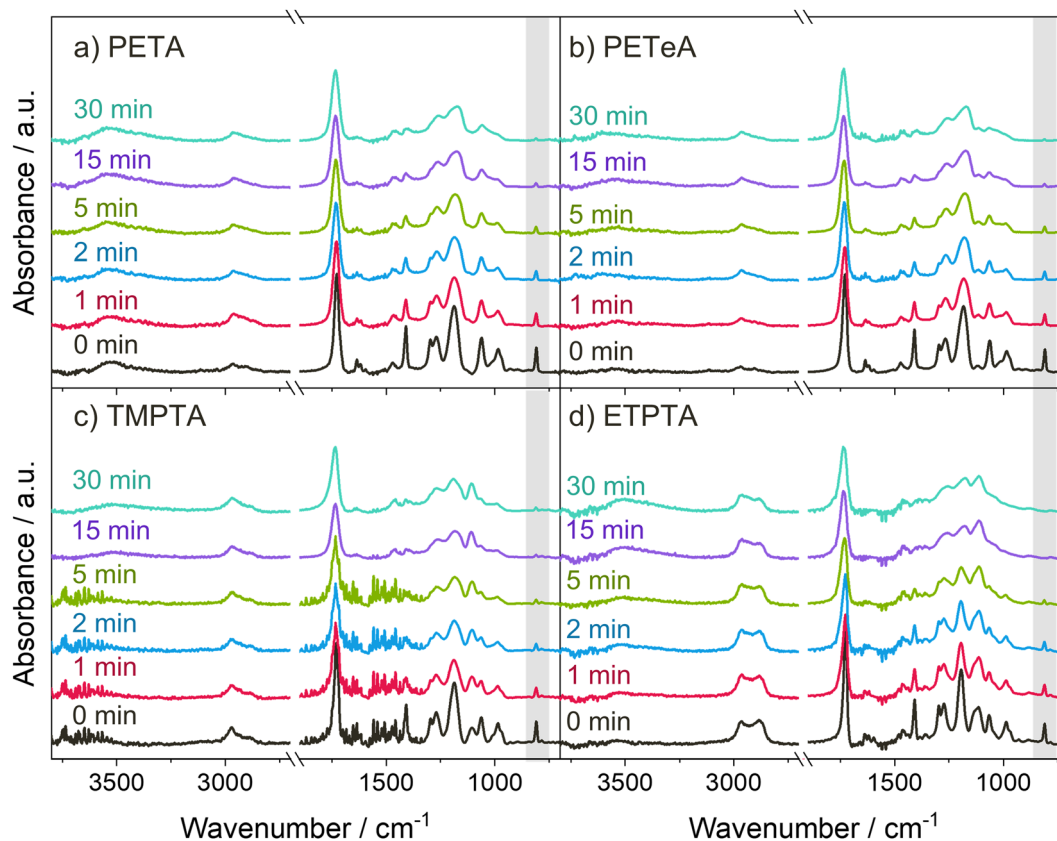 a) PETA
30 min
15 min
5 min
2 min
1 min
0 min
b) PETeA
30 min
15 min
5 min
2 min
1 min
0 min
Absorbance / a.u.
c) TMPTA
30 min
15 min
5 min
2 min
1 min
0 min
d) ETPTA
30 min
15 min
5 min
2 min
1 min
0 min
Absorbance / a.u.
3500 3000 1500 1000
3500 3000 1500 1000
Wavenumber / cm⁻¹
Wavenumber / cm⁻¹